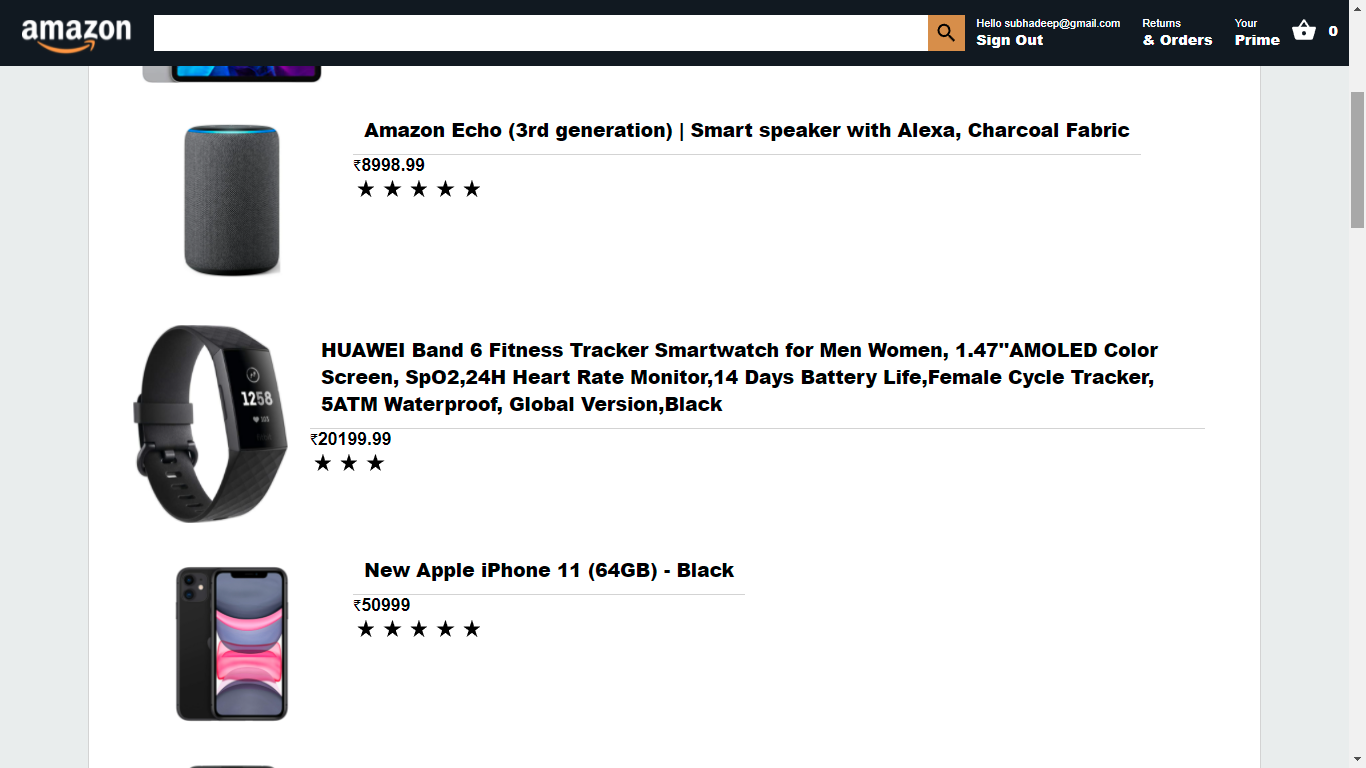 amazon
Hello subhadeep@gmail.com
Sign Out
Returns
& Orders
Your
Prime
0
Amazon Echo (3rd generation) | Smart speaker with Alexa, Charcoal Fabric
₹8998.99
★ ★ ★ ★ ★
HUAWEI Band 6 Fitness Tracker Smartwatch for Men Women, 1.47"AMOLED Color
Screen, SpO2,24H Heart Rate Monitor,14 Days Battery Life,Female Cycle Tracker,
5ATM Waterproof, Global Version,Black
₹20199.99
★ ★ ★
1258
New Apple iPhone 11 (64GB) - Black
₹50999
★ ★ ★ ★ ★